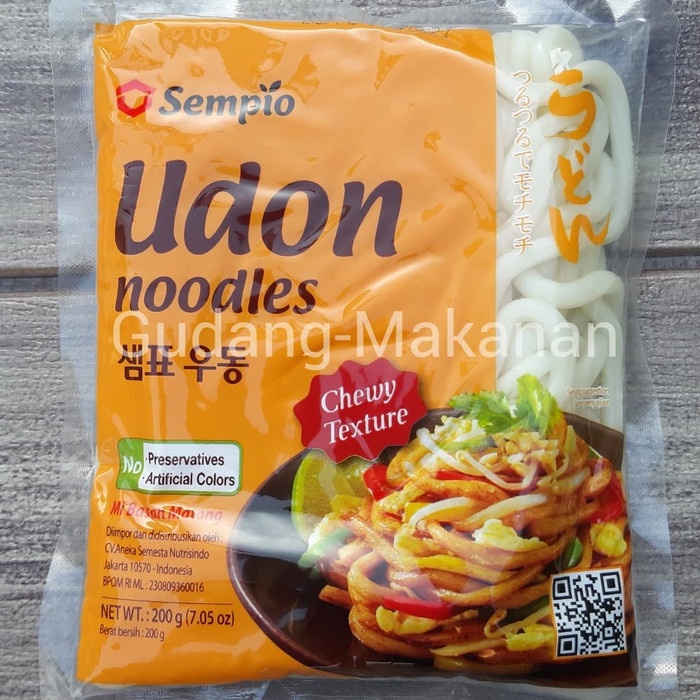 Sempio
Udon
noodles
샘표 우동
うどん
つるつるでモチモチ
Gudang-Makanan
Chewy
Texture
No
Preservatives
Artificial Colors
Mi Basah Matang
Diimpor dan didistribusikan oleh :
CV.Aneka Semesta Nutrisindo
Jakarta 10570 - Indonesia
BPOM RI ML : 230809360016
NET WT. : 200 g (7.05 oz)
Berat bersih : 200 g